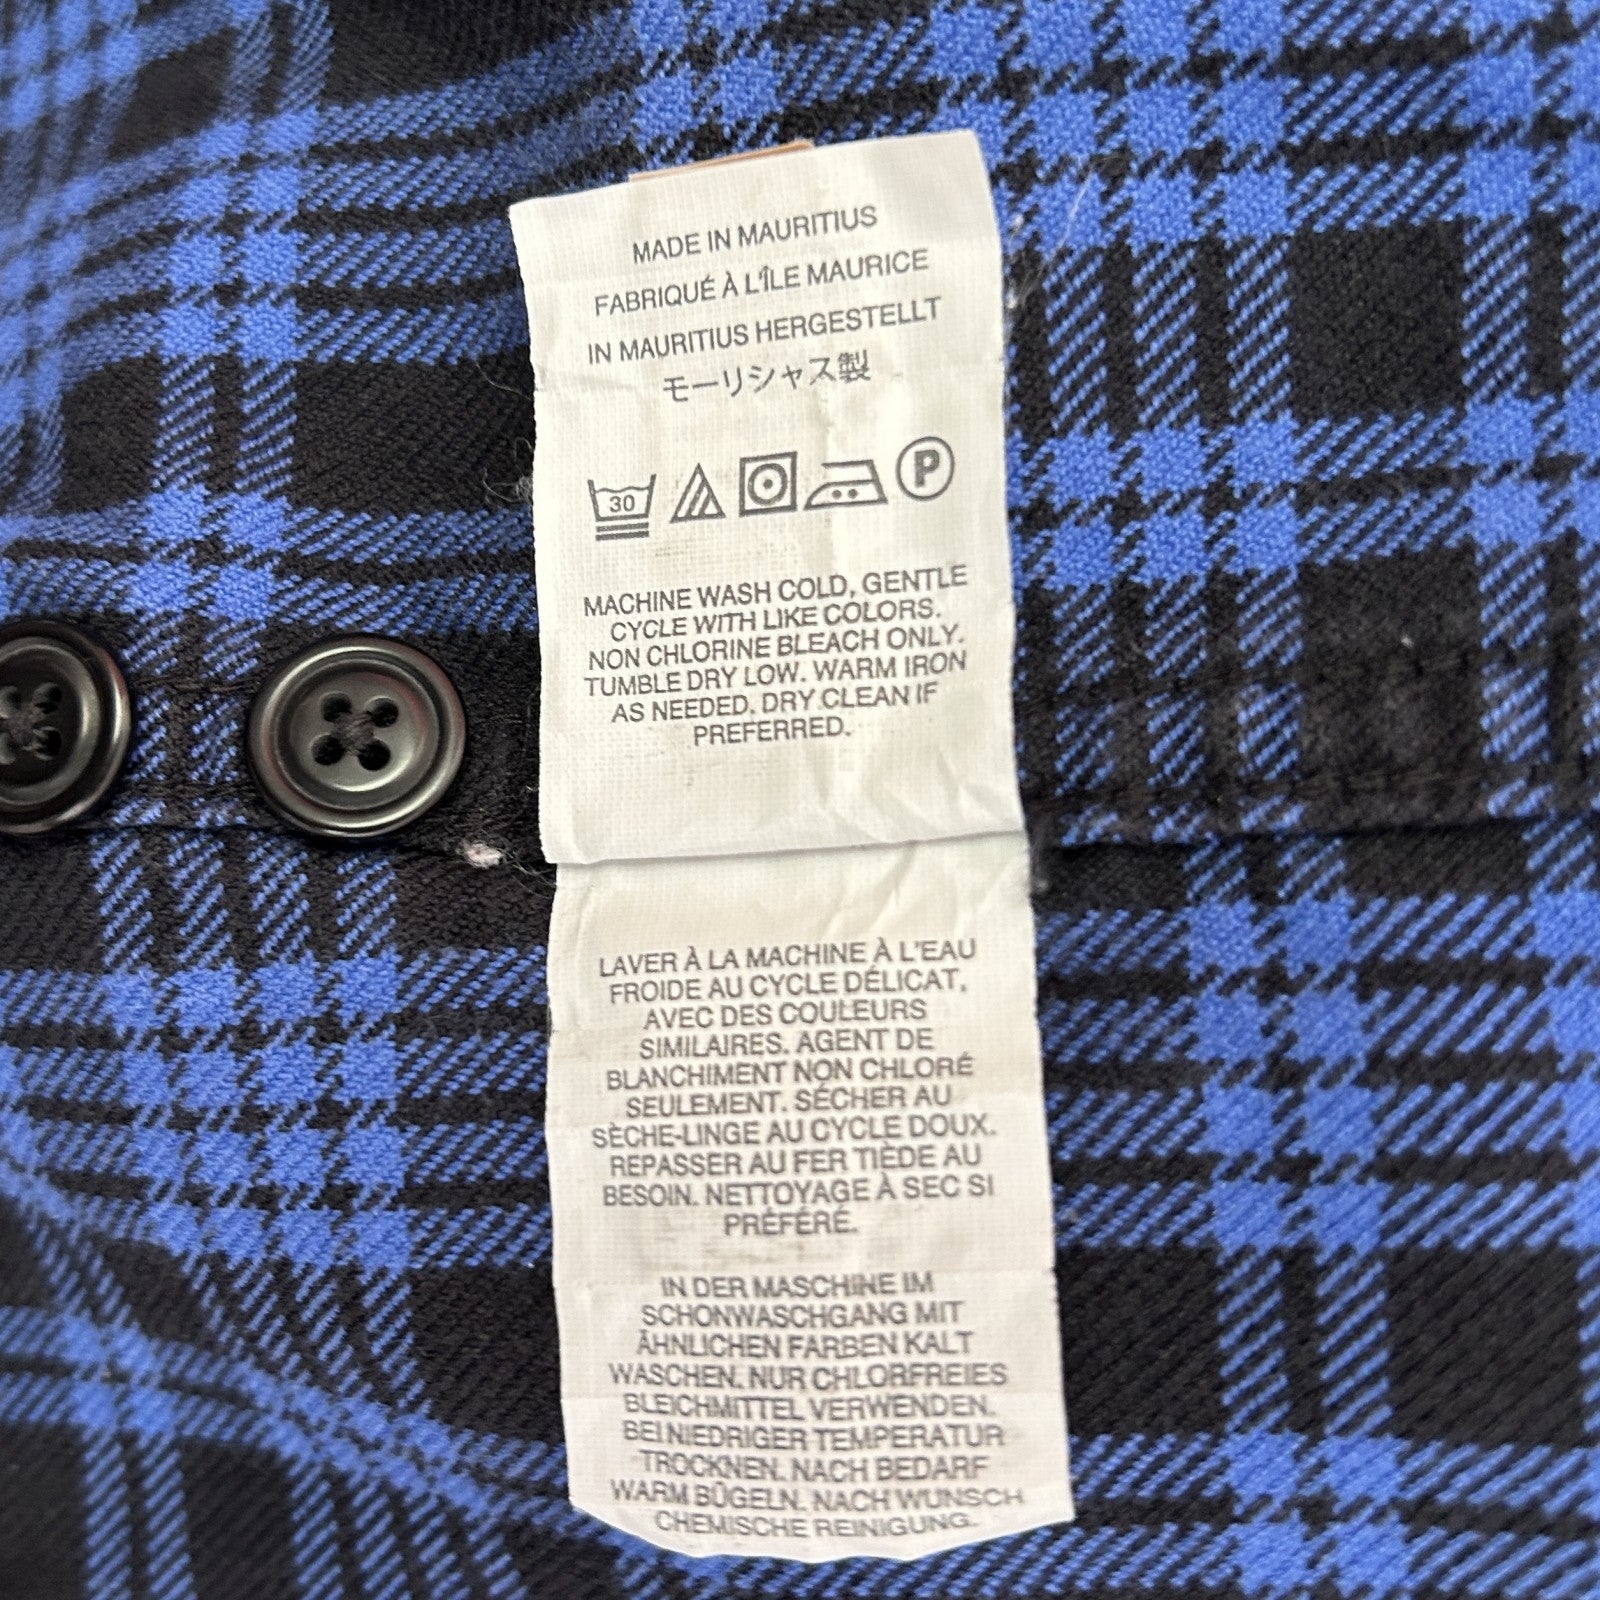 MADE IN MAURITIUS
FABRIQUÉ À L'ÎLE MAURICE
IN MAURITIUS HERGESTELLT
モーリシャス製
30
P
MACHINE WASH COLD, GENTLE
CYCLE WITH LIKE COLORS.
NON CHLORINE BLEACH ONLY.
TUMBLE DRY LOW. WARM IRON
AS NEEDED. DRY CLEAN IF
PREFERRED.
LAVER À LA MACHINE À L'EAU
FROIDE AU CYCLE DÉLICAT,
AVEC DES COULEURS
SIMILAIRES. AGENT DE
BLANCHIMENT NON CHLORÉ
SEULEMENT. SÉCHER AU
SÈCHE-LINGE AU CYCLE DOUX.
REPASSER AU FER TIÈDE AU
BESOIN. NETTOYAGE À SEC SI
PRÉFÉRÉ.
IN DER MASCHINE IM
SCHONWASCHGANG MIT
ÄHNLICHEN FARBEN KALT
WASCHEN. NUR CHLORFREIES
BLEICHMITTEL VERWENDEN.
BEI NIEDRIGER TEMPERATUR
TROCKNEN. NACH BEDARF
WARM BÜGELN. NACH WUNSCH
CHEMISCHE REINIGUNG.